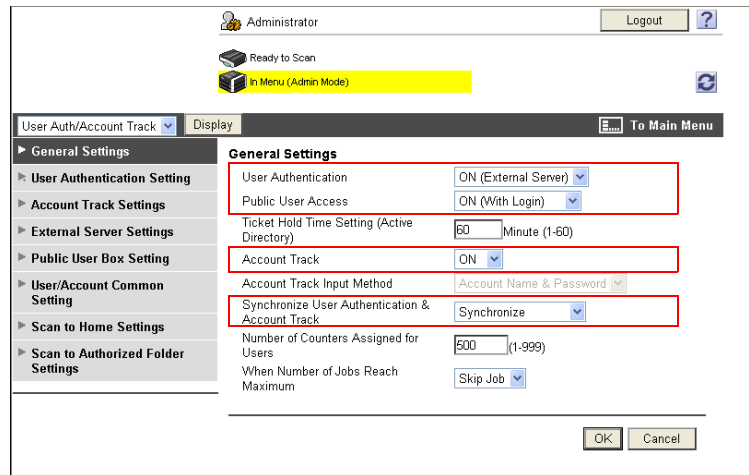 Administrator
Logout
?
Ready to Scan
In Menu (Admin Mode)
User Auth/Account Track
Display
To Main Menu
General Settings
User Authentication Setting
Account Track Settings
External Server Settings
Public User Box Setting
User/Account Common
Setting
Scan to Home Settings
Scan to Authorized Folder
Settings
General Settings
User Authentication ON (External Server)
Public User Access ON (With Login)
Ticket Hold Time Setting (Active
Directory) 60 Minute (1-60)
Account Track ON
Account Track Input Method Account Name & Password
Synchronize User Authentication &
Account Track Synchronize
Number of Counters Assigned for
Users 500 (1-999)
When Number of Jobs Reach
Maximum Skip Job
OK Cancel